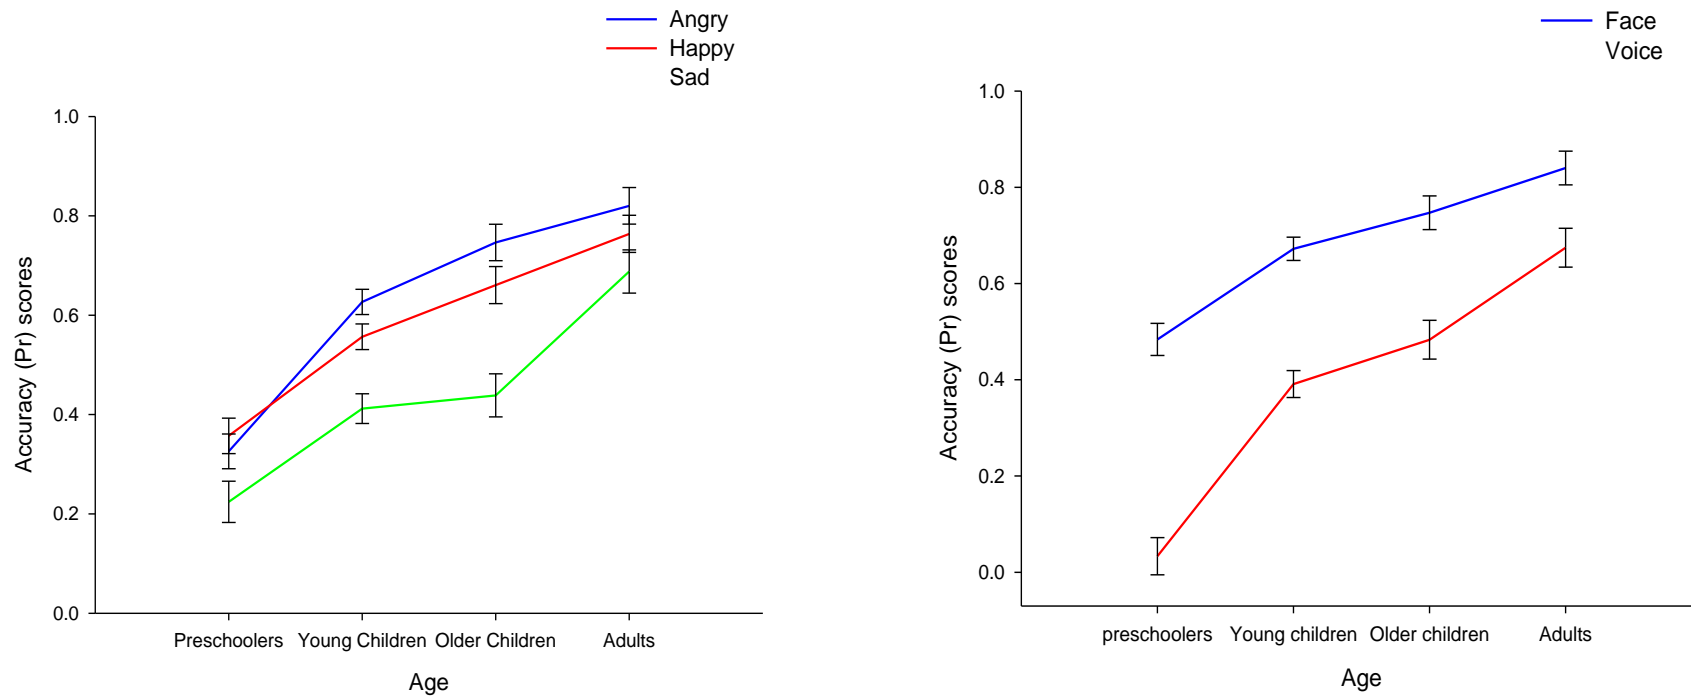 Angry
Happy
Sad
1.0
0.8
0.6
0.4
0.2
0.0
Accuracy (Pr) scores
Preschoolers Young Children Older Children Adults
Age
Face
Voice
1.0
0.8
0.6
0.4
0.2
0.0
Accuracy (Pr) scores
preschoolers Young children Older children Adults
Age